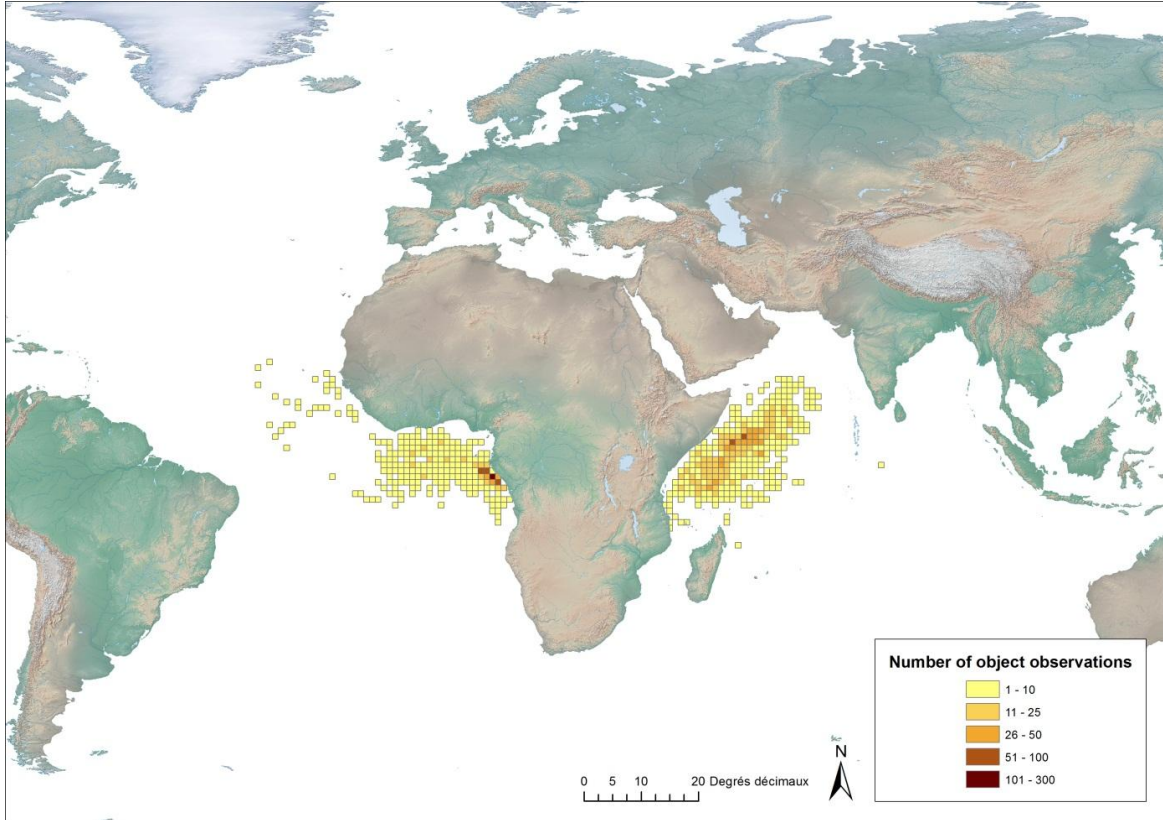 Number of object observations
1 - 10
11 - 25
26 - 50
51 - 100
101 - 300
N
0 5 10 20 Degrés décimaux